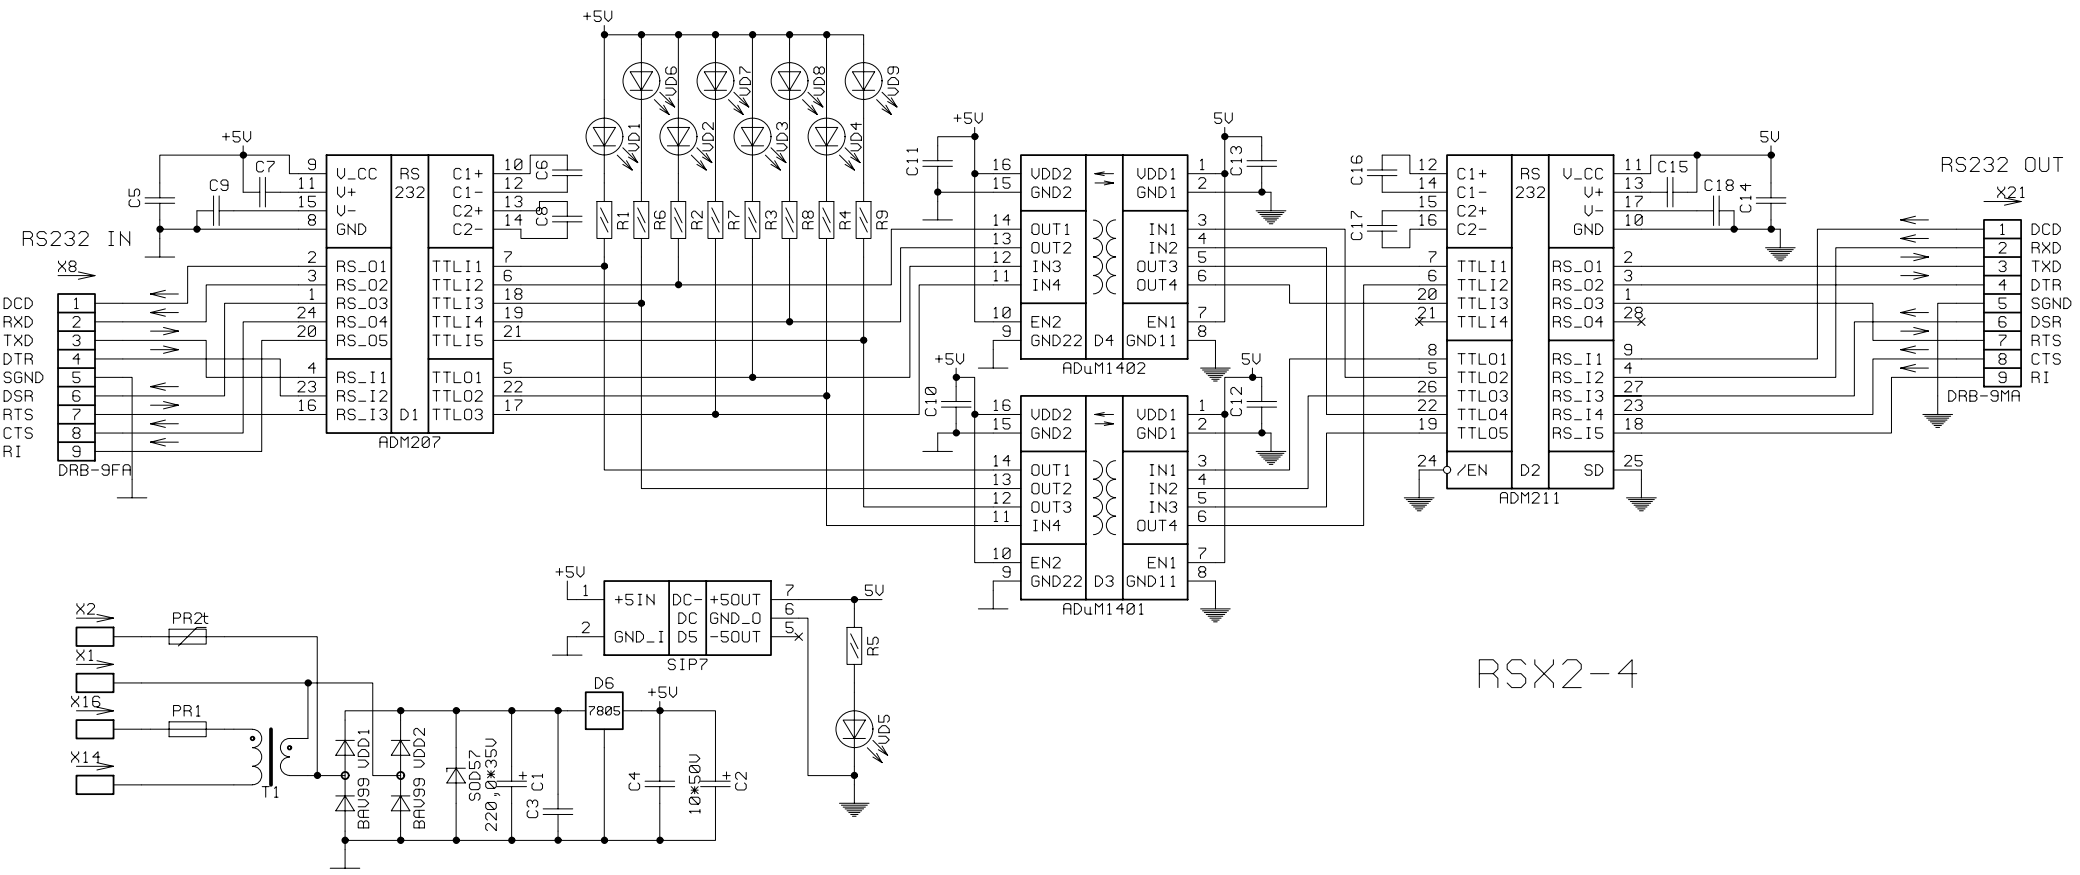 +5V
VD6
VD7
VD8
VD9
VD1
VD2
VD3
VD4
R1
R6
R2
R7
R3
R8
R4
R9
RS232 IN
X8
DCD 1
RXD 2
TXD 3
DTR 4
SGND 5
DSR 6
RTS 7
CTS 8
RI 9
DRB-9FA
+5V
C5
C7
C9
9 V_CC RS 232 C1+ 10
11 V+ C1- 12
15 V- C2+ 13
8 GND C2- 14
C6
C8
2 RS_O1 TTLI1 7
3 RS_O2 TTLI2 6
1 RS_O3 TTLI3 18
24 RS_O4 TTLI4 19
20 RS_O5 TTLI5 21
4 RS_I1 TTLO1 5
23 RS_I2 TTLO2 22
16 RS_I3 D1 TTLO3 17
ADM207
+5V
5V
C11
C13
16 VDD2 VDD1 1
15 GND2 GND1 2
14 OUT1 IN1 3
13 OUT2 IN2 4
12 IN3 OUT3 5
11 IN4 OUT4 6
10 EN2 EN1 7
9 GND22 D4 GND11 8
ADuM1402
+5V
5V
C10
C12
16 VDD2 VDD1 1
15 GND2 GND1 2
14 OUT1 IN1 3
13 OUT2 IN2 4
12 OUT3 IN3 5
11 IN4 OUT4 6
10 EN2 EN1 7
9 GND22 D3 GND11 8
ADuM1401
C16
C17
5V
C15
C18
C14
12 C1+ RS 232 V_CC 11
14 C1- V+ 13
15 C2+ V- 17
16 C2- GND 10
7 TTLI1 RS_O1 2
6 TTLI2 RS_O2 3
20 TTLI3 RS_O3 1
21 TTLI4 RS_O4 28
8 TTLO1 RS_I1 9
5 TTLO2 RS_I2 4
26 TTLO3 RS_I3 27
22 TTLO4 RS_I4 23
19 TTLO5 RS_I5 18
24 /EN D2 SD 25
ADM211
RS232 OUT
X21
1 DCD
2 RXD
3 TXD
4 DTR
5 SGND
6 DSR
7 RTS
8 CTS
9 RI
DRB-9MA
+5V
1 +5IN DC- +5OUT 7
DC GND_O 6
2 GND_I D5 -5OUT 5
SIP7
5V
R5
VD5
X2
PR2t
X1
X16
PR1
X14
T1
BAV99 VDD1
BAV99 VDD2
SOD57
220,0*35V
+
C1
C3
D6
7805
+5V
C4
10*50V
+
C2
RSX2-4